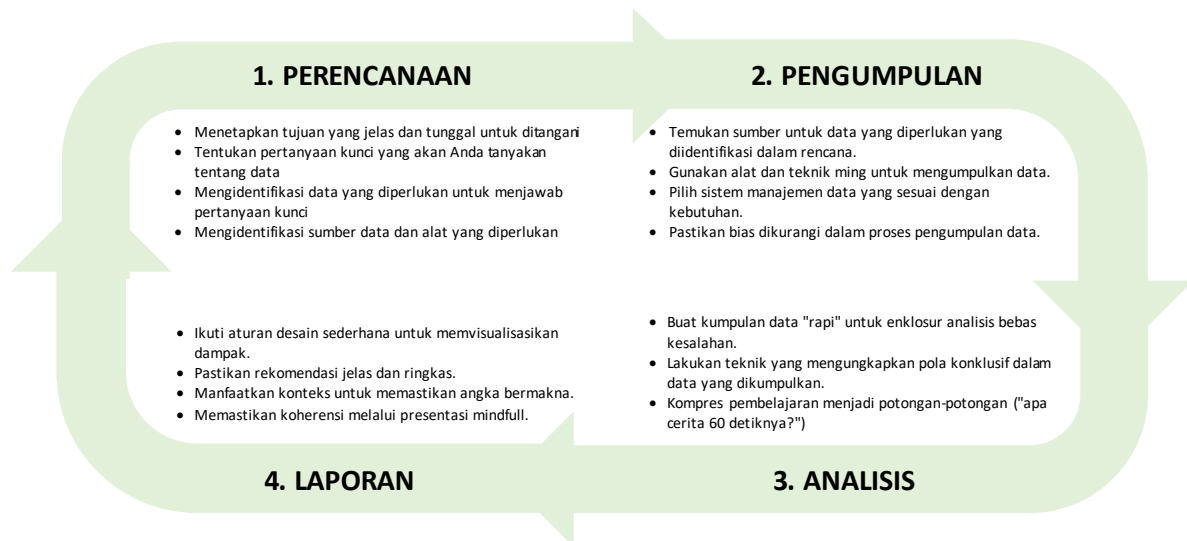 1. PERENCANAAN
• Menetapkan tujuan yang jelas dan tunggal untuk ditangani
• Tentukan pertanyaan kunci yang akan Anda tanyakan
tentang data
• Mengidentifikasi data yang diperlukan untuk menjawab
pertanyaan kunci
• Mengidentifikasi sumber data dan alat yang diperlukan
2. PENGUMPULAN
• Temukan sumber untuk data yang diperlukan yang
diidentifikasi dalam rencana.
• Gunakan alat dan teknik ming untuk mengumpulkan data.
• Pilih sistem manajemen data yang sesuai dengan
kebutuhan.
• Pastikan bias dikurangi dalam proses pengumpulan data.
• Buat kumpulan data "rapi" untuk enklosur analisis bebas
kesalahan.
• Lakukan teknik yang mengungkapkan pola konklusif dalam
data yang dikumpulkan.
• Kompres pembelajaran menjadi potongan-potongan ("apa
cerita 60 detiknya?")
3. ANALISIS
• Ikuti aturan desain sederhana untuk memvisualisasikan
dampak.
• Pastikan rekomendasi jelas dan ringkas.
• Manfaatkan konteks untuk memastikan angka bermakna.
• Memastikan koherensi melalui presentasi mindfull.
4. LAPORAN